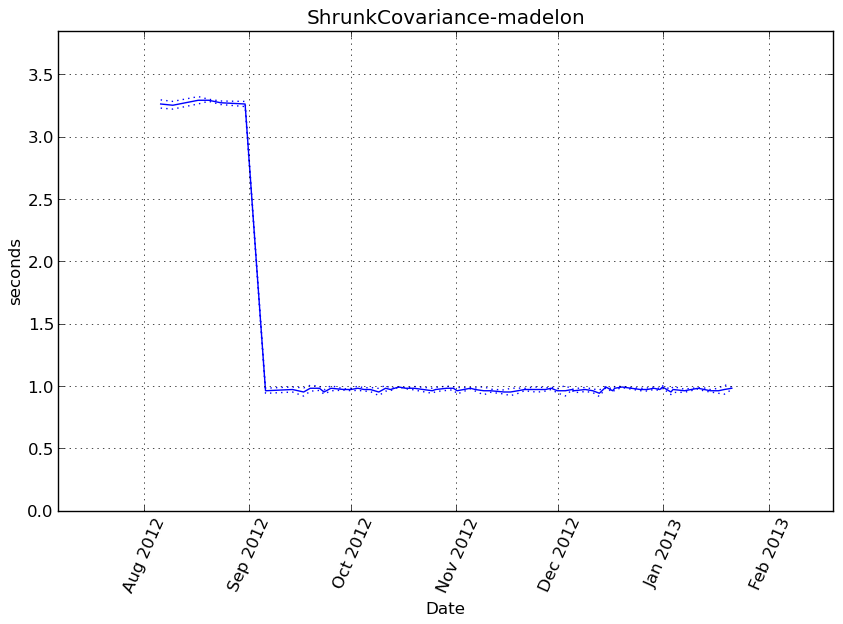 ShrunkCovariance-madelon
3.5
3.0
2.5
2.0
1.5
1.0
0.5
0.0
seconds
Aug 2012
Sep 2012
Oct 2012
Nov 2012
Dec 2012
Jan 2013
Feb 2013
Date